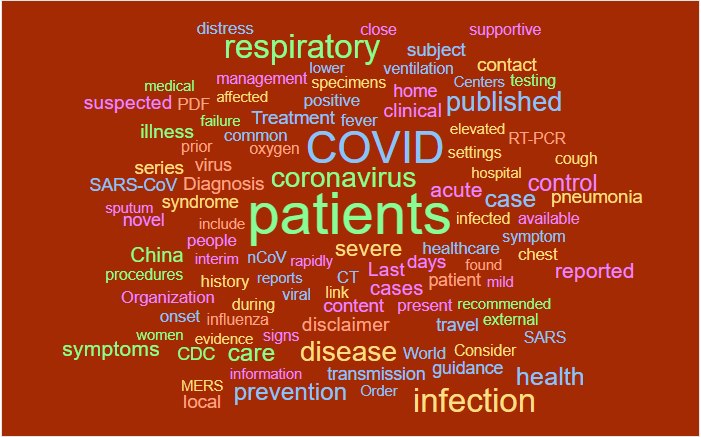 distress close supportive
respiratory subject
lower ventilation contact
medical management specimens Centers testing
suspected PDF affected positive home published
failure Treatment fever clinical
illness common COVID elevated RT-PCR
prior oxygen settings cough
series virus coronavirus hospital
SARS-CoV Diagnosis acute case control
syndrome patients pneumonia
sputum novel include infected available
people severe healthcare symptom
China interim nCoV rapidly Last days found chest reported
procedures history reports CT cases patient mild
Organization viral link content present recommended
during
onset influenza disclaimer travel external
women evidence signs SARS
symptoms CDC care disease World Consider
information transmission guidance health
MERS prevention Order infection
local